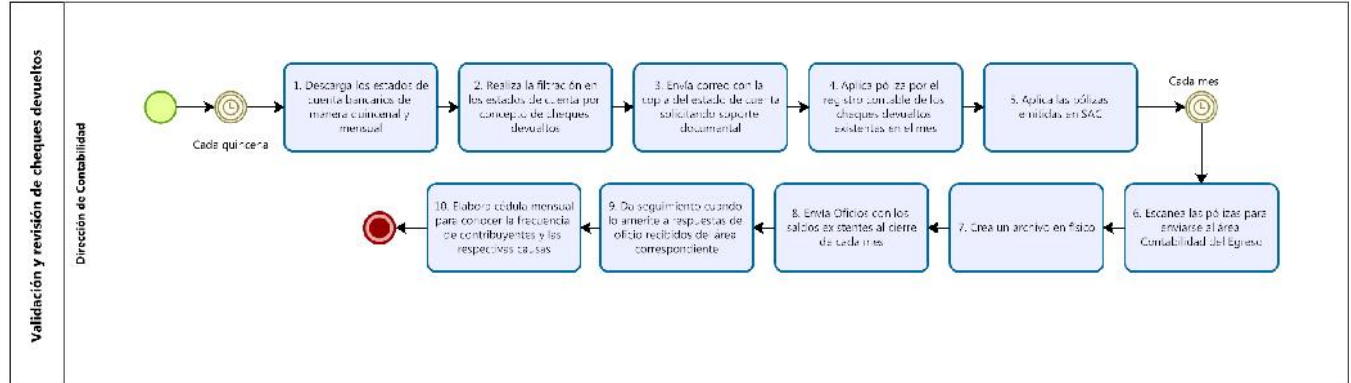 Validación y revisión de cheques devueltos
Dirección de Contabilidad
Cada quincena
1. Descarga los estados de
cuenta bancarios de
manera quincenal y
mensual
2. Realiza la filtración en
los estados de cuenta por
concepto de cheques
devueltos
3. Envía correo con la
copia del estado de cuenta
solicitando soporte
documental
4. Aplica póliza por el
registro contable de los
cheques devueltos
existentes en el mes
5. Aplica las pólizas
emitidas en SAC
Cada mes
6. Escanea las pólizas para
enviarse al área
Contabilidad del Egreso
7. Crea un archivo en físico
8. Envía Oficios con los
saldos existentes al cierre
de cada mes
9. Da seguimiento cuando
lo amerite a respuestas de
oficio recibidos del área
correspondiente
10. Elabora cédula mensual
para conocer la frecuencia
de contribuyentes y las
respectivas causas